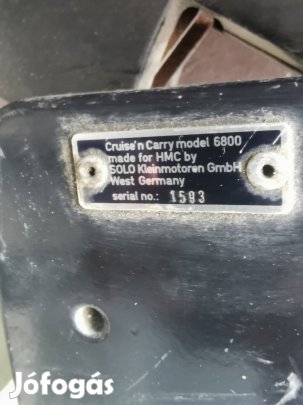 Cruise'n Carry model 6800
made for HMC by
SOLO Kleinmotoren GmbH
West Germany
serial no.: 1593
Jófogás